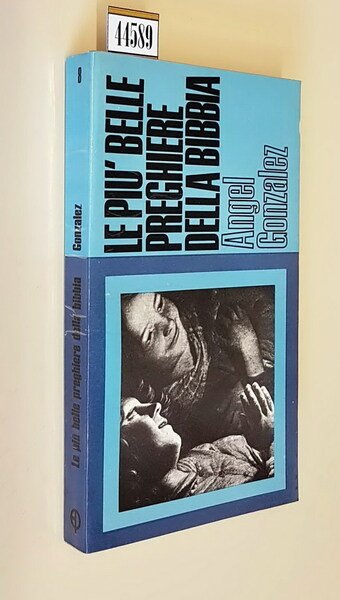 44589
LE PIU' BELLE
PREGHIERE
DELLA BIBBIA
Angel
Gonzalez
8
Gonzalez
Le più belle preghiere della bibbia